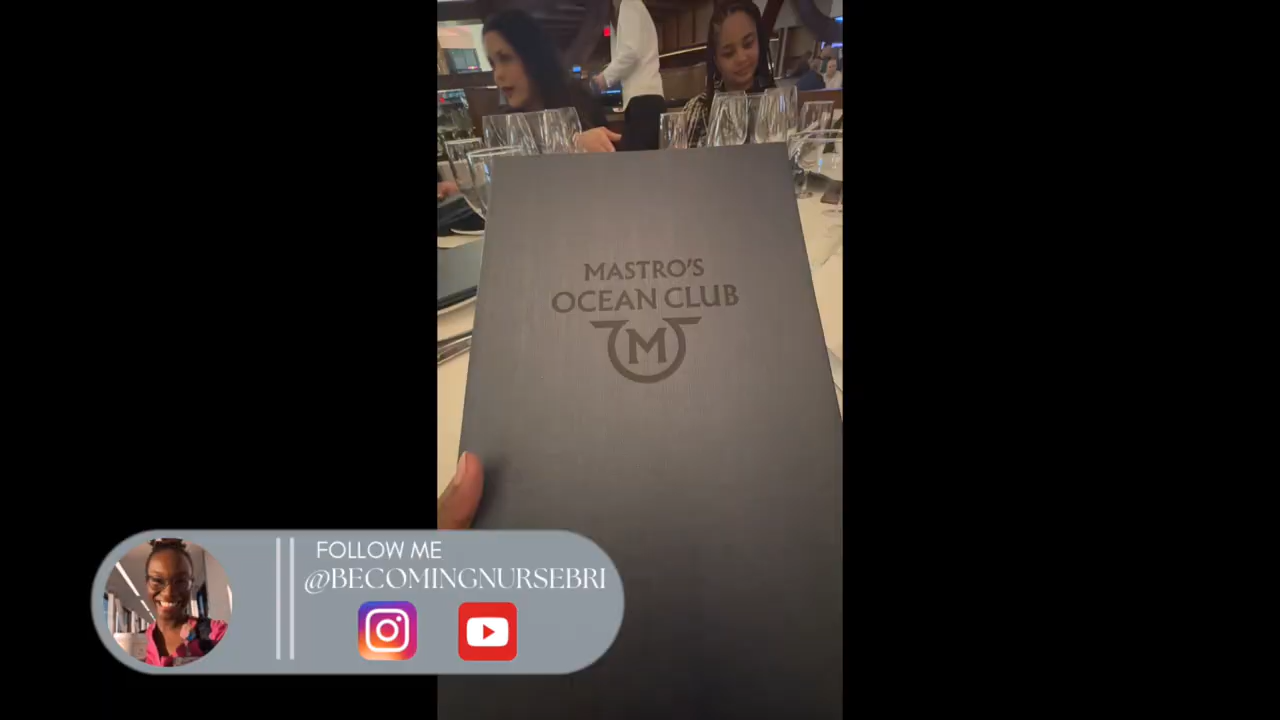 MASTRO'S
OCEAN CLUB
M
FOLLOW ME
@BECOMINGNURSEBRI